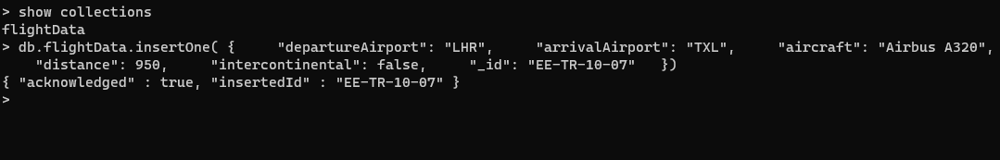 > show collections
flightData
> db.flightData.insertOne( {     "departureAirport": "LHR",     "arrivalAirport": "TXL",     "aircraft": "Airbus A320",
    "distance": 950,     "intercontinental": false,     "_id": "EE-TR-10-07"   })
{ "acknowledged" : true, "insertedId" : "EE-TR-10-07" }
>